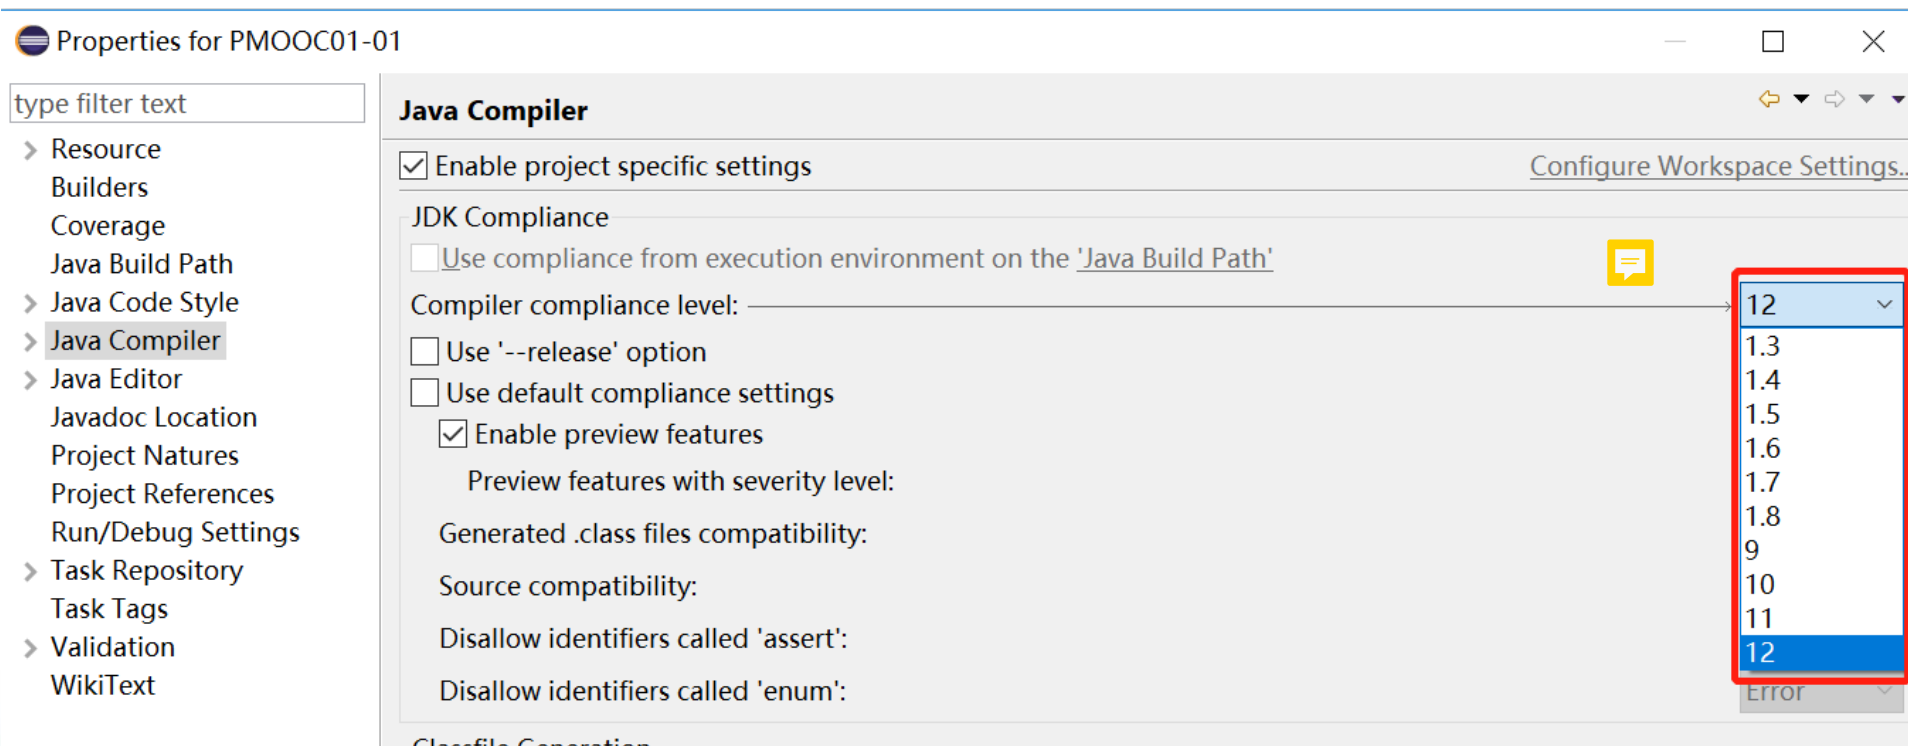 Properties for PMOOC01-01
type filter text
Resource
Builders
Coverage
Java Build Path
Java Code Style
Java Compiler
Java Editor
Javadoc Location
Project Natures
Project References
Run/Debug Settings
Task Repository
Task Tags
Validation
WikiText
Java Compiler
Enable project specific settings
Configure Workspace Settings..
JDK Compliance
Use compliance from execution environment on the 'Java Build Path'
Compiler compliance level:
12
Use '--release' option
Use default compliance settings
Enable preview features
Preview features with severity level:
Generated .class files compatibility:
Source compatibility:
Disallow identifiers called 'assert':
Disallow identifiers called 'enum':
1.3
1.4
1.5
1.6
1.7
1.8
9
10
11
12
Error
Classfile Generation